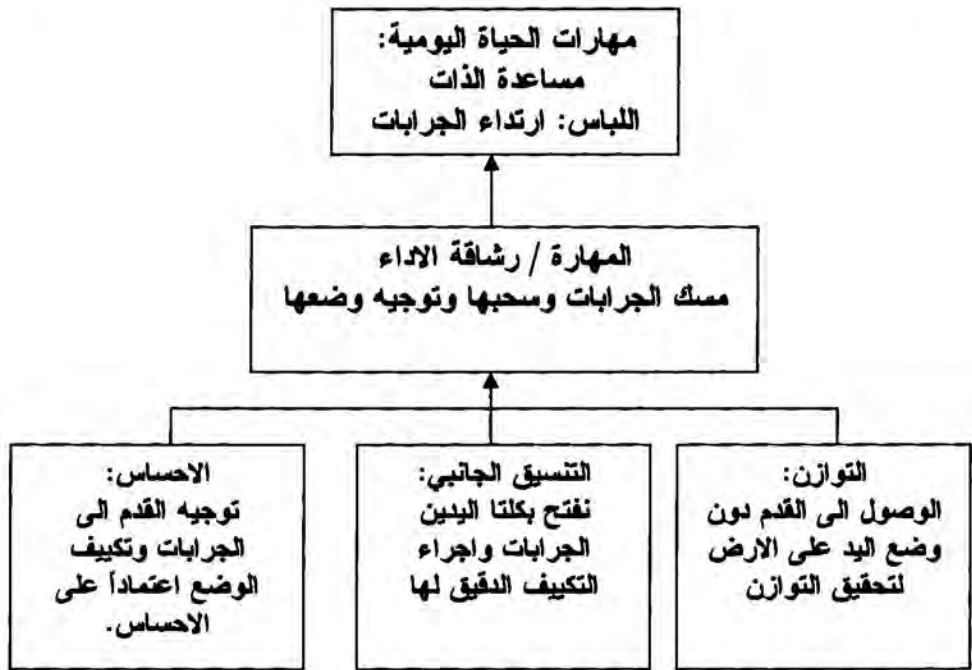 مهارات الحياة اليومية:
مساعدة الذات
اللباس: ارتداء الجرابات
المهارة / رشاقة الاداء
مسك الجرابات وسحبها وتوجيه وضعها
التوازن:
الوصول الى القدم دون
وضع اليد على الارض
لتحقيق التوازن
التنسيق الجانبي:
نفتح بكلتا اليدين
الجرابات واجراء
التكييف الدقيق لها
الاحساس:
توجيه القدم الى
الجرابات وتكييف
الوضع اعتماداً على
الاحساس.